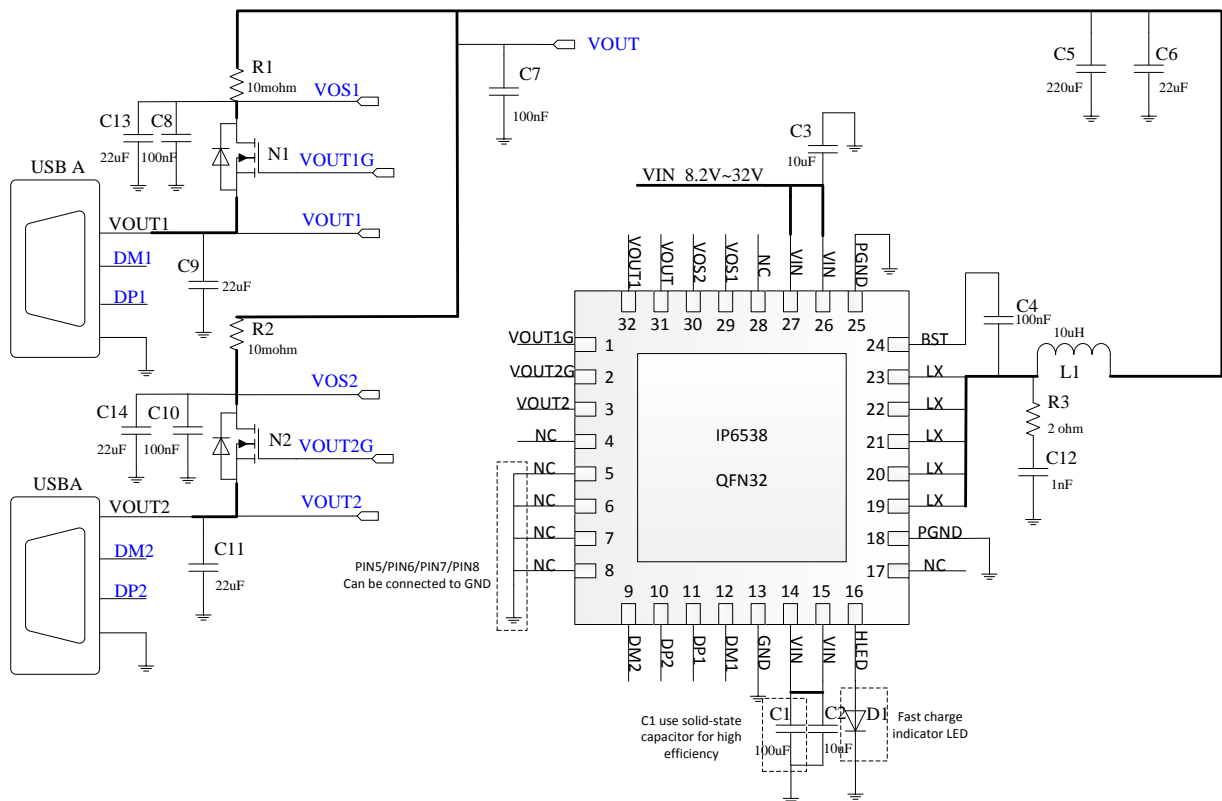 R1
10mohm
VOS1
C13
22uF
C8
100nF
N1
VOUT1G
USB A
VOUT1
VOUT1
DM1
DP1
C9
22uF
VOUT
C7
100nF
C5
220uF
C6
22uF
R2
10mohm
VOS2
C14
22uF
C10
100nF
N2
VOUT2G
USBA
VOUT2
VOUT2
DM2
DP2
C11
22uF
C3
10uF
VIN 8.2V~32V
VOUT1
VOUT
VOS2
VOS1
NC
VIN
VIN
PGND
32
31
30
29
28
27
26
25
VOUT1G
1
VOUT2G
2
VOUT2
3
NC
4
NC
5
NC
6
NC
7
NC
8
IP6538
QFN32
24
BST
23
LX
22
LX
21
LX
20
LX
19
LX
18
PGND
17
NC
C4
100nF
10uH
L1
R3
2 ohm
C12
1nF
PIN5/PIN6/PIN7/PIN8
Can be connected to GND
9
10
11
12
13
14
15
16
DM2
DP2
DP1
DM1
GND
VIN
VIN
HLED
C1 use solid-state
capacitor for high
efficiency
C1
100uF
C2
10uF
D1
Fast charge
indicator LED